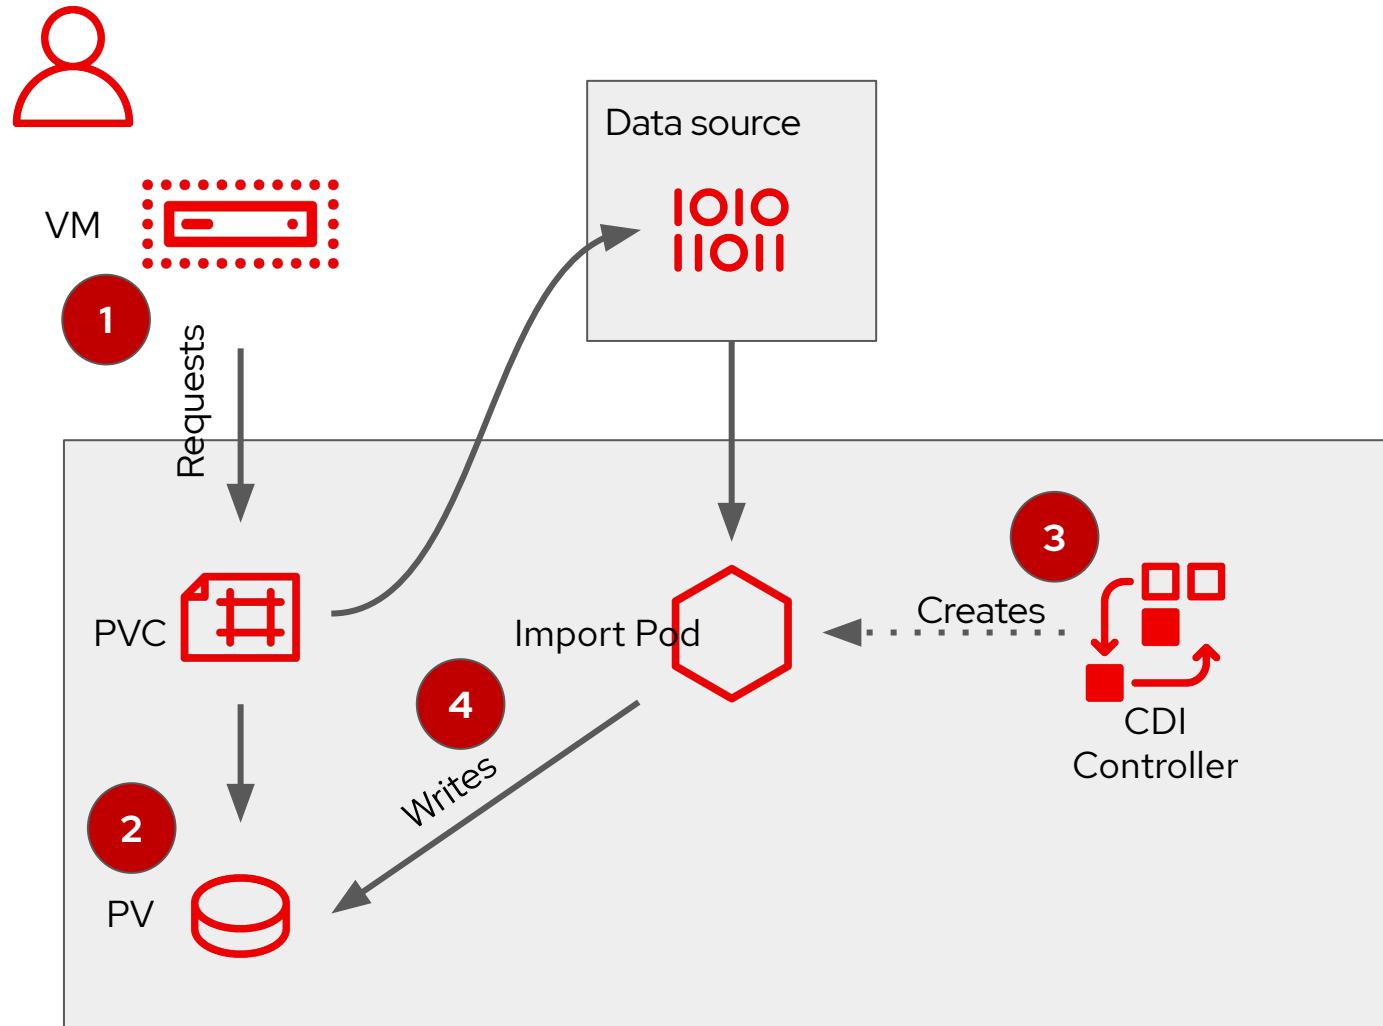 Data source
1010
11011
VM
1
Requests
3
Creates
PVC
Import Pod
4
CDI
Controller
Writes
2
PV